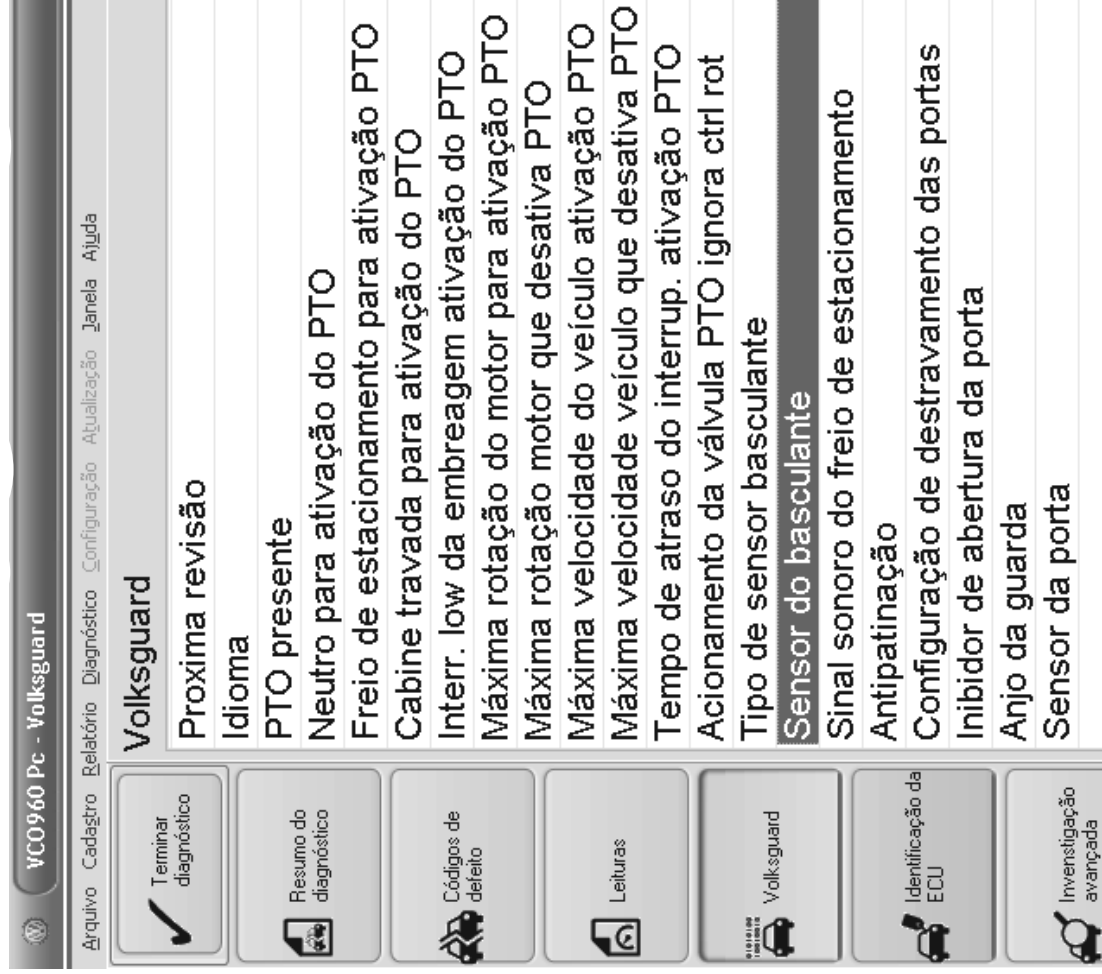 VCO960 Pc - Volksguard
Arquivo Cadastro Relatório Diagnóstico Configuração Atualização Janela Ajuda
Terminar
diagnóstico
Resumo do
diagnóstico
Códigos de
defeito
Leituras
Volksguard
Identificação da
ECU
Invenstigação
avançada
Volksguard
Proxima revisão
Idioma
PTO presente
Neutro para ativação do PTO
Freio de estacionamento para ativação PTO
Cabine travada para ativação do PTO
Interr. low da embreagem ativação do PTO
Máxima rotação do motor para ativação PTO
Máxima rotação motor que desativa PTO
Máxima velocidade do veículo ativação PTO
Máxima velocidade veículo que desativa PTO
Tempo de atraso do interrup. ativação PTO
Acionamento da válvula PTO ignora ctrl rot
Tipo de sensor basculante
Sensor do basculante
Sinal sonoro do freio de estacionamento
Antipatinação
Configuração de destravamento das portas
Inibidor de abertura da porta
Anjo da guarda
Sensor da porta